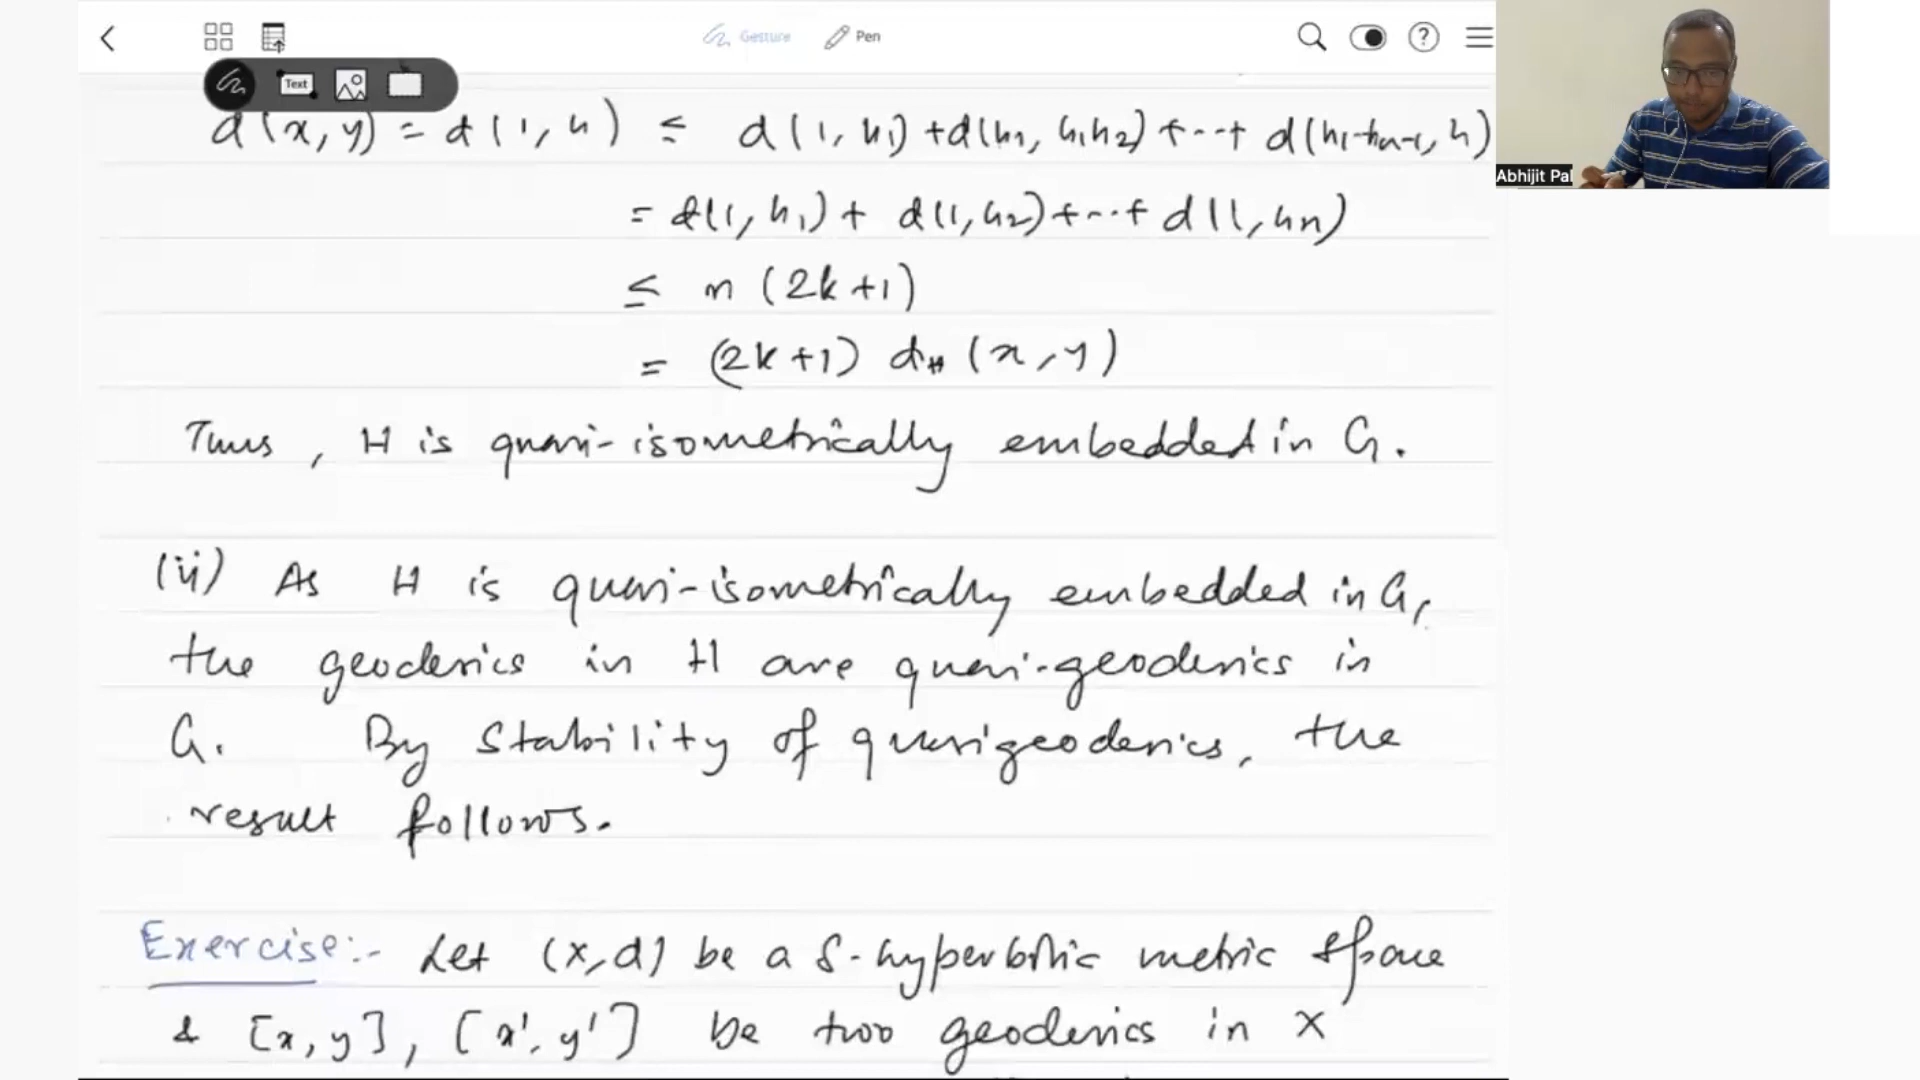 Gesture Pen
Text
d(x, y) = d(1, h) ≤ d(1, h1) + d(h1, h1h2) + ... + d(h1...hn-1, h)
= d(1, h1) + d(1, h2) + ... + d(1, hn)
≤ n (2k+1)
= (2k+1) dH (x, y)
Thus, H is quasi-isometrically embedded in G.
(ii) As H is quasi-isometrically embedded in G,
the geodesics in H are quasi-geodesics in
G. By stability of quasigeodesics, the
result follows.
Exercise:- Let (X, d) be a δ-hyperbolic metric space
& [x, y], [x', y'] be two geodesics in X
Abhijit Pal